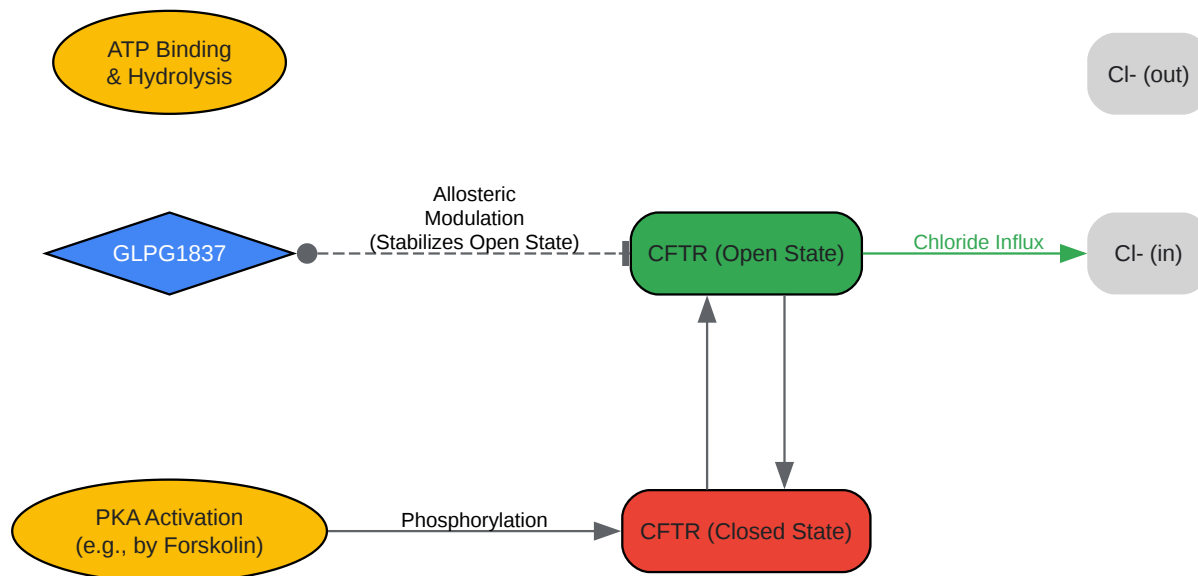 ATP Binding
& Hydrolysis
Cl- (out)
Allosteric
Modulation
(Stabilizes Open State)
GLPG1837
CFTR (Open State)
Chloride Influx
Cl- (in)
PKA Activation
(e.g., by Forskolin)
Phosphorylation
CFTR (Closed State)